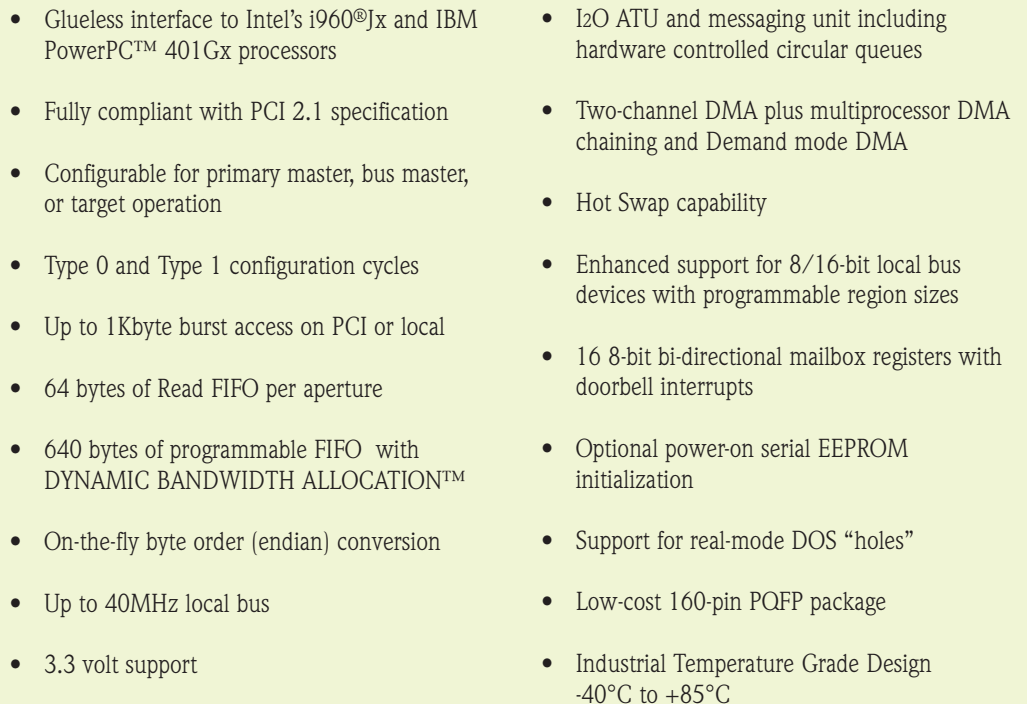 • Glueless interface to Intel's i960®Jx and IBM
PowerPC™ 401Gx processors
• Fully compliant with PCI 2.1 specification
• Configurable for primary master, bus master,
or target operation
• Type 0 and Type 1 configuration cycles
• Up to 1Kbyte burst access on PCI or local
• 64 bytes of Read FIFO per aperture
• 640 bytes of programmable FIFO with
DYNAMIC BANDWIDTH ALLOCATION™
• On-the-fly byte order (endian) conversion
• Up to 40MHz local bus
• 3.3 volt support
• I2O ATU and messaging unit including
hardware controlled circular queues
• Two-channel DMA plus multiprocessor DMA
chaining and Demand mode DMA
• Hot Swap capability
• Enhanced support for 8/16-bit local bus
devices with programmable region sizes
• 16 8-bit bi-directional mailbox registers with
doorbell interrupts
• Optional power-on serial EEPROM
initialization
• Support for real-mode DOS “holes”
• Low-cost 160-pin PQFP package
• Industrial Temperature Grade Design
-40°C to +85°C